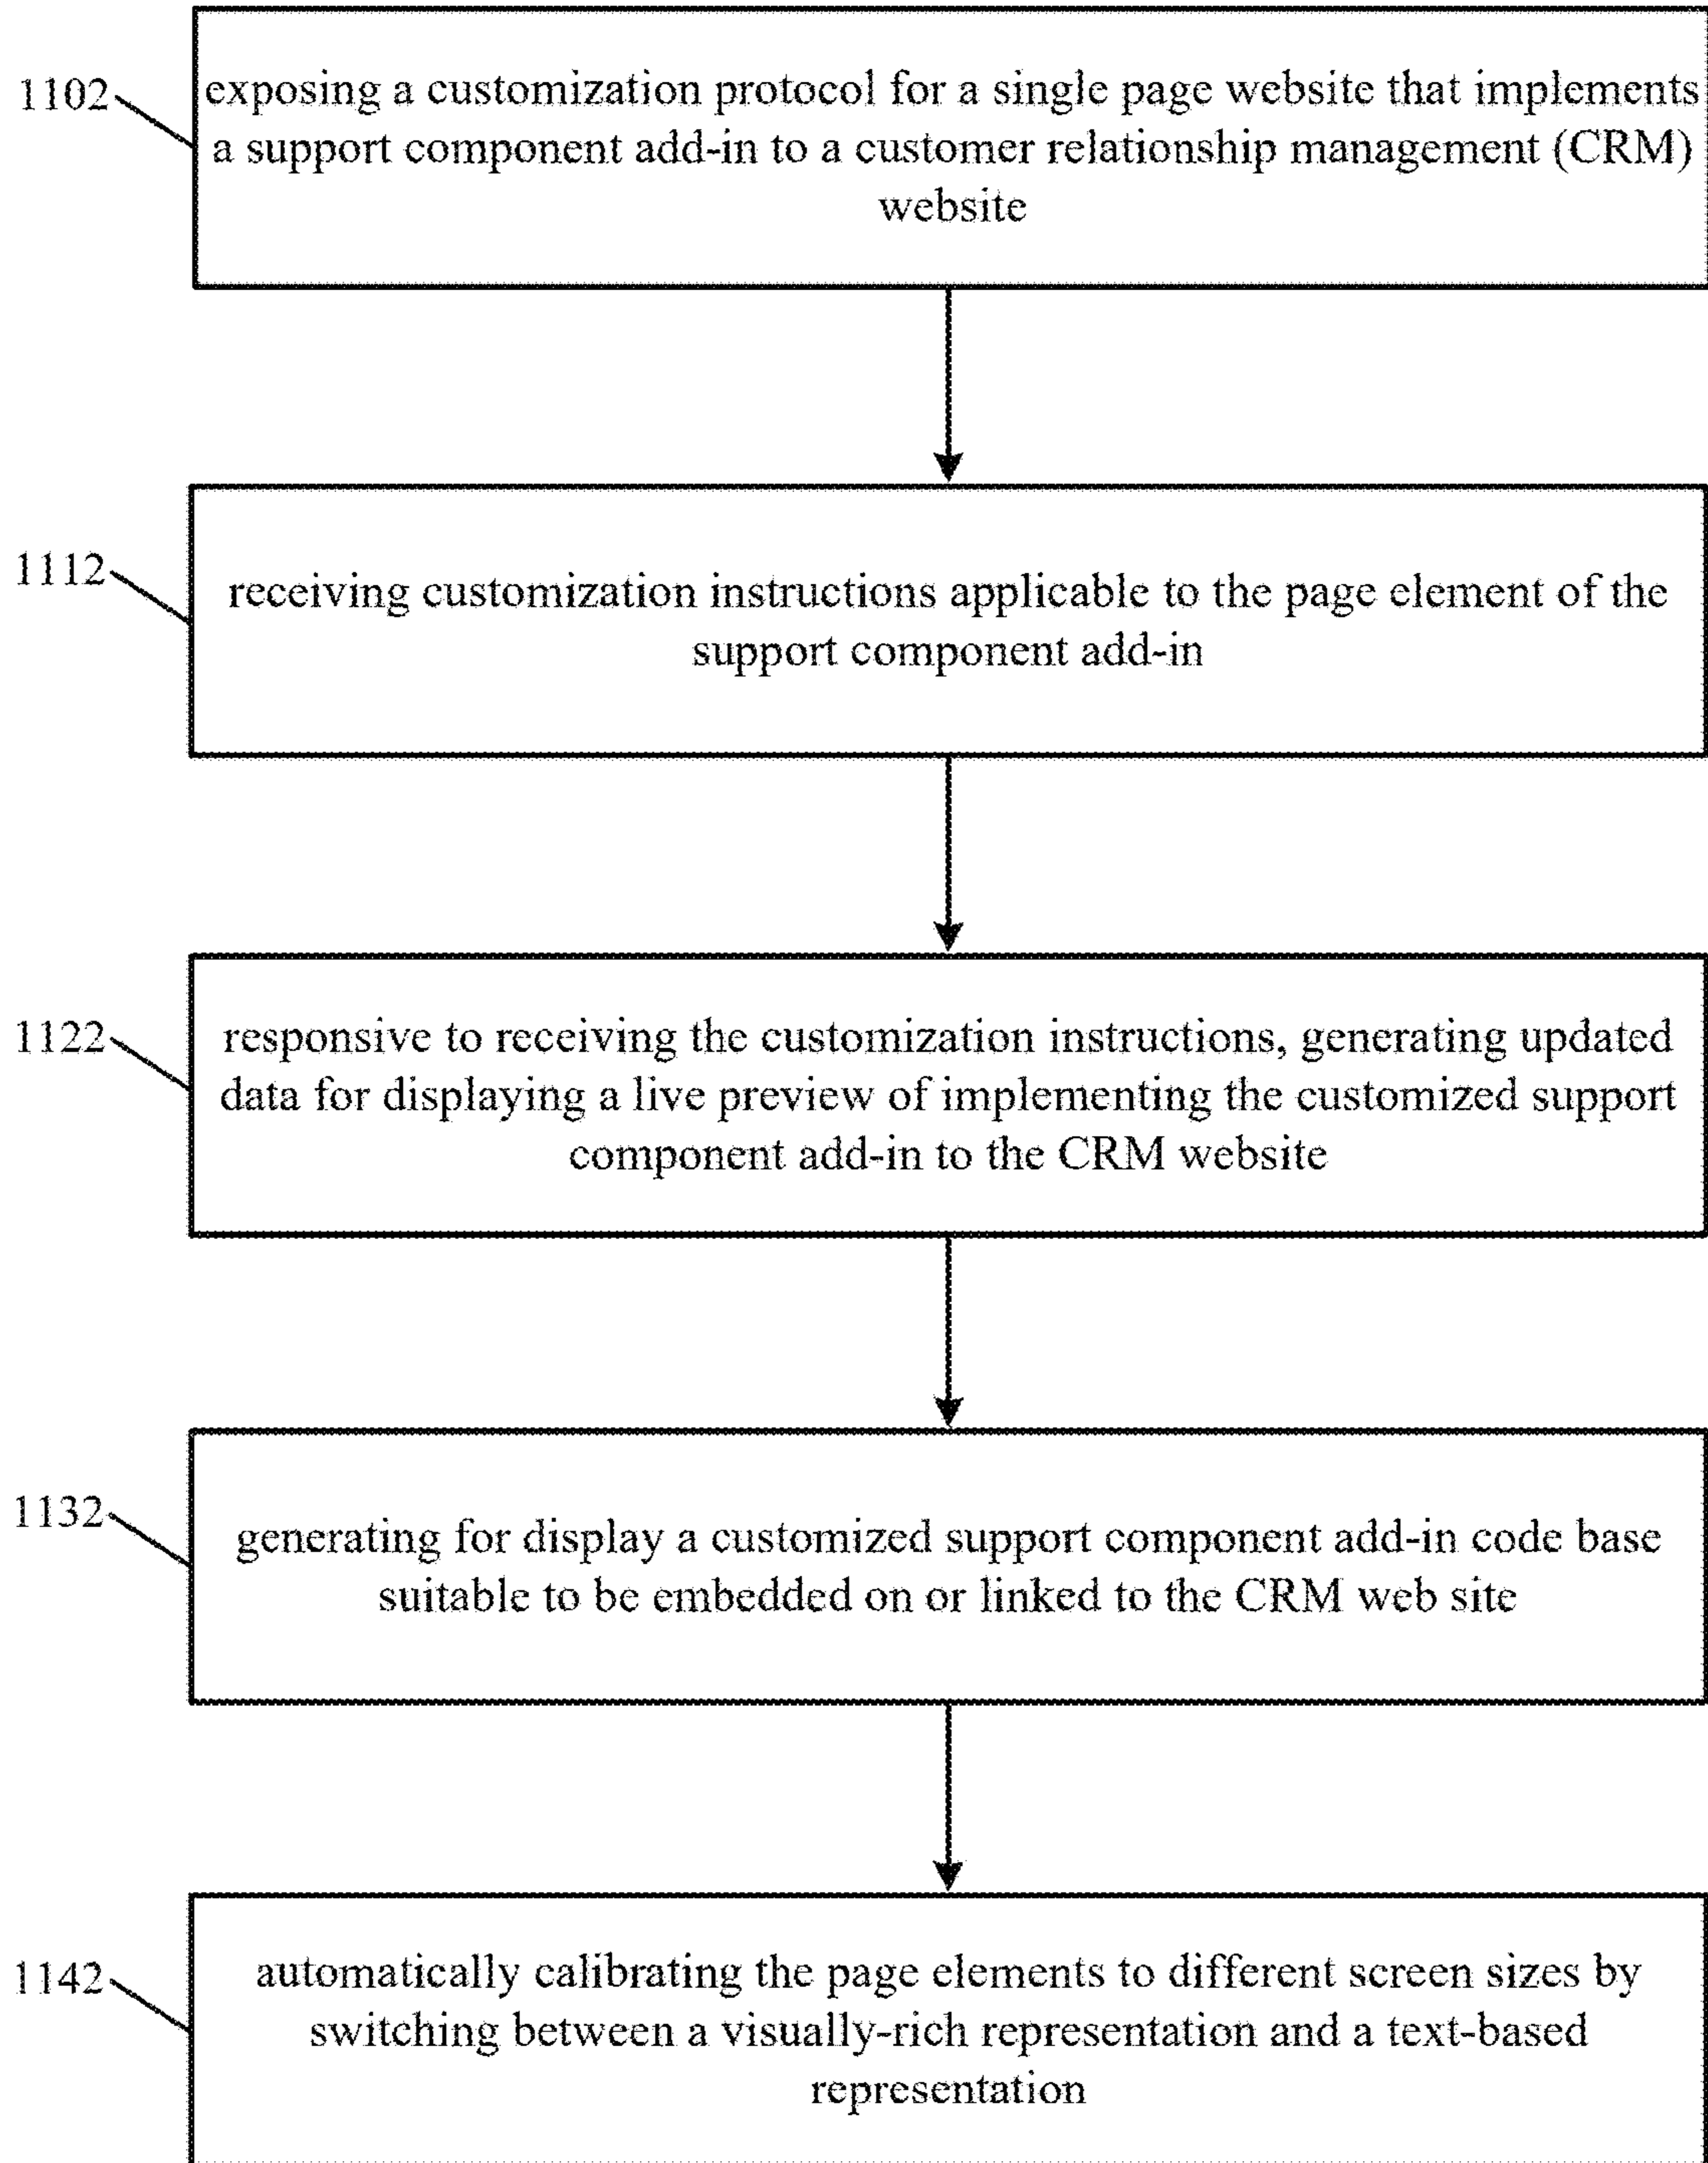 1102
exposing a customization protocol for a single page website that implements
a support component add-in to a customer relationship management (CRM)
website
1112
receiving customization instructions applicable to the page element of the
support component add-in
1122
responsive to receiving the customization instructions, generating updated
data for displaying a live preview of implementing the customized support
component add-in to the CRM website
1132
generating for display a customized support component add-in code base
suitable to be embedded on or linked to the CRM web site
1142
automatically calibrating the page elements to different screen sizes by
switching between a visually-rich representation and a text-based
representation